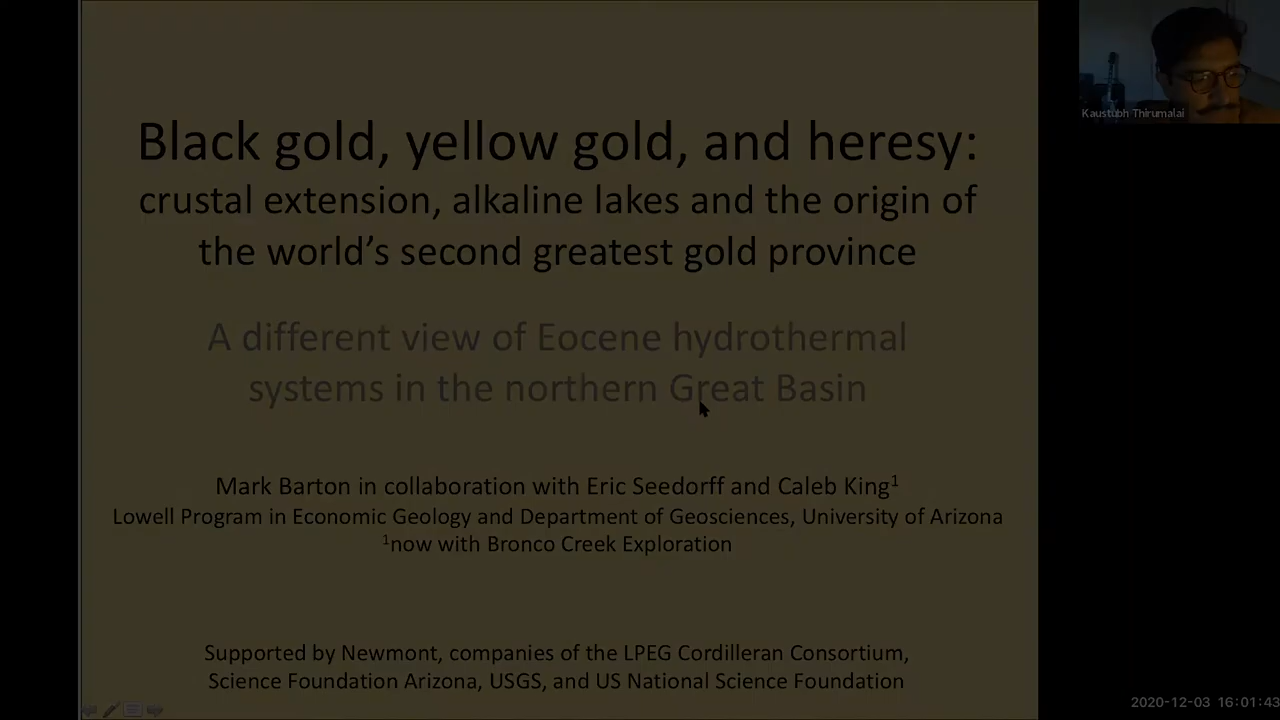 Black gold, yellow gold, and heresy:
crustal extension, alkaline lakes and the origin of
the world’s second greatest gold province
A different view of Eocene hydrothermal
systems in the northern Great Basin
Mark Barton in collaboration with Eric Seedorff and Caleb King¹
Lowell Program in Economic Geology and Department of Geosciences, University of Arizona
¹now with Bronco Creek Exploration
Supported by Newmont, companies of the LPEG Cordilleran Consortium,
Science Foundation Arizona, USGS, and US National Science Foundation
Kaustubh Thirumalai
2020-12-03 16:01:43